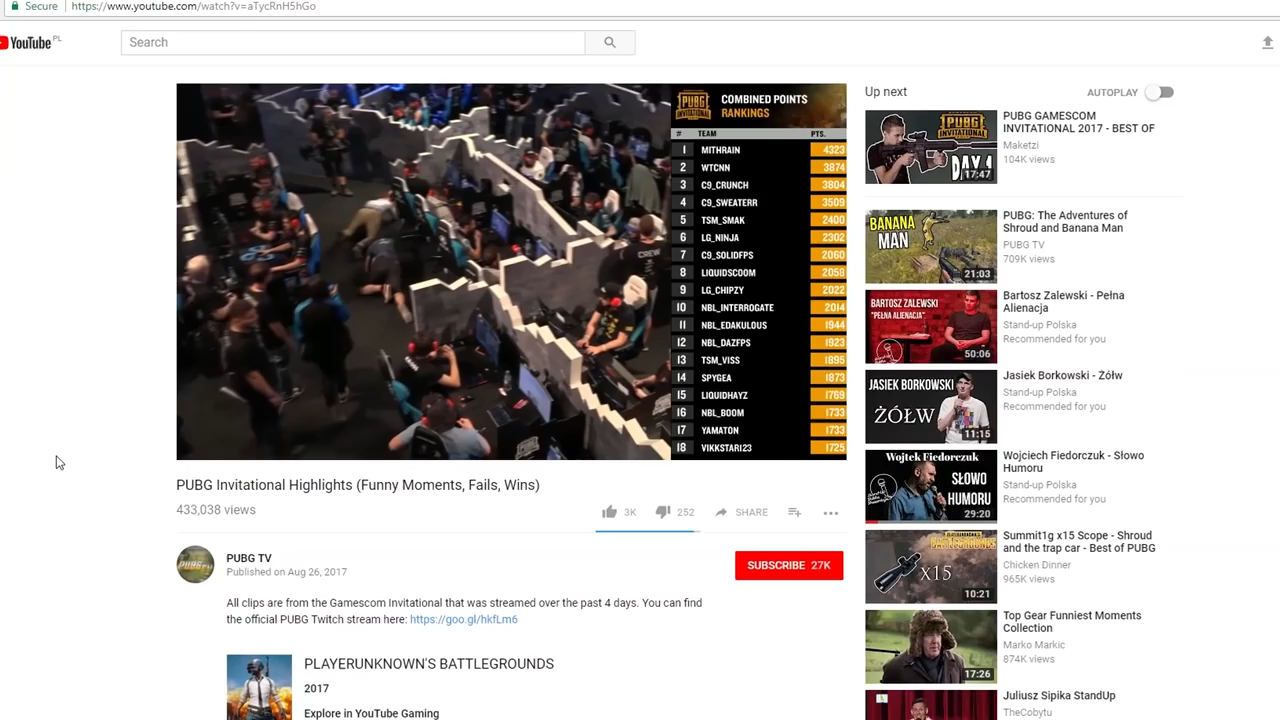 Secure
https://www.youtube.com/watch?v=aTycRnH5hGo
YouTube PL
Search
PUBG INVITATIONAL
COMBINED POINTS
RANKINGS
# TEAM PTS.
1 MITHRAIN 4323
2 WTCNN 3874
3 C9_CRUNCH 3804
4 C9_SWEATERR 3509
5 TSM_SMAK 2400
6 LG_NINJA 2302
7 C9_SOLIDFPS 2060
8 LIQUIDSCOOM 2058
9 LG_CHIPZY 2022
10 NBL_INTERROGATE 2014
11 NBL_EDAKULOUS 1944
12 NBL_DAZFPS 1923
13 TSM_VISS 1895
14 SPYGEA 1873
15 LIQUIDHAYZ 1769
16 NBL_BOOM 1733
17 YAMATON 1733
18 VIKKSTAR123 1725
CREW
PUBG Invitational Highlights (Funny Moments, Fails, Wins)
433,038 views
3K 252 SHARE
PUBG TV
Published on Aug 26, 2017
SUBSCRIBE 27K
All clips are from the Gamescom Invitational that was streamed over the past 4 days. You can find
the official PUBG Twitch stream here: https://goo.gl/hkfLm6
PLAYERUNKNOWN'S BATTLEGROUNDS
2017
Explore in YouTube Gaming
Up next
AUTOPLAY
PUBG INVITATIONAL
DAY 1
17:47
PUBG GAMESCOM
INVITATIONAL 2017 - BEST OF
Maketzi
104K views
BANANA
MAN
21:03
PUBG: The Adventures of
Shroud and Banana Man
PUBG TV
709K views
BARTOSZ ZALEWSKI
"PEŁNA ALIENACJA"
50:06
Bartosz Zalewski - Pełna
Alienacja
Stand-up Polska
Recommended for you
JASIEK BORKOWSKI
ŻÓŁW
11:15
Jasiek Borkowski - Żółw
Stand-up Polska
Recommended for you
Wojtek Fiedorczuk
SŁOWO
HUMORU
29:20
Wojciech Fiedorczuk - Słowo
Humoru
Stand-up Polska
Recommended for you
x15
10:21
Summit1g x15 Scope - Shroud
and the trap car - Best of PUBG
Chicken Dinner
965K views
17:26
Top Gear Funniest Moments
Collection
Marko Markic
874K views
Juliusz Sipika StandUp
TheCobytu